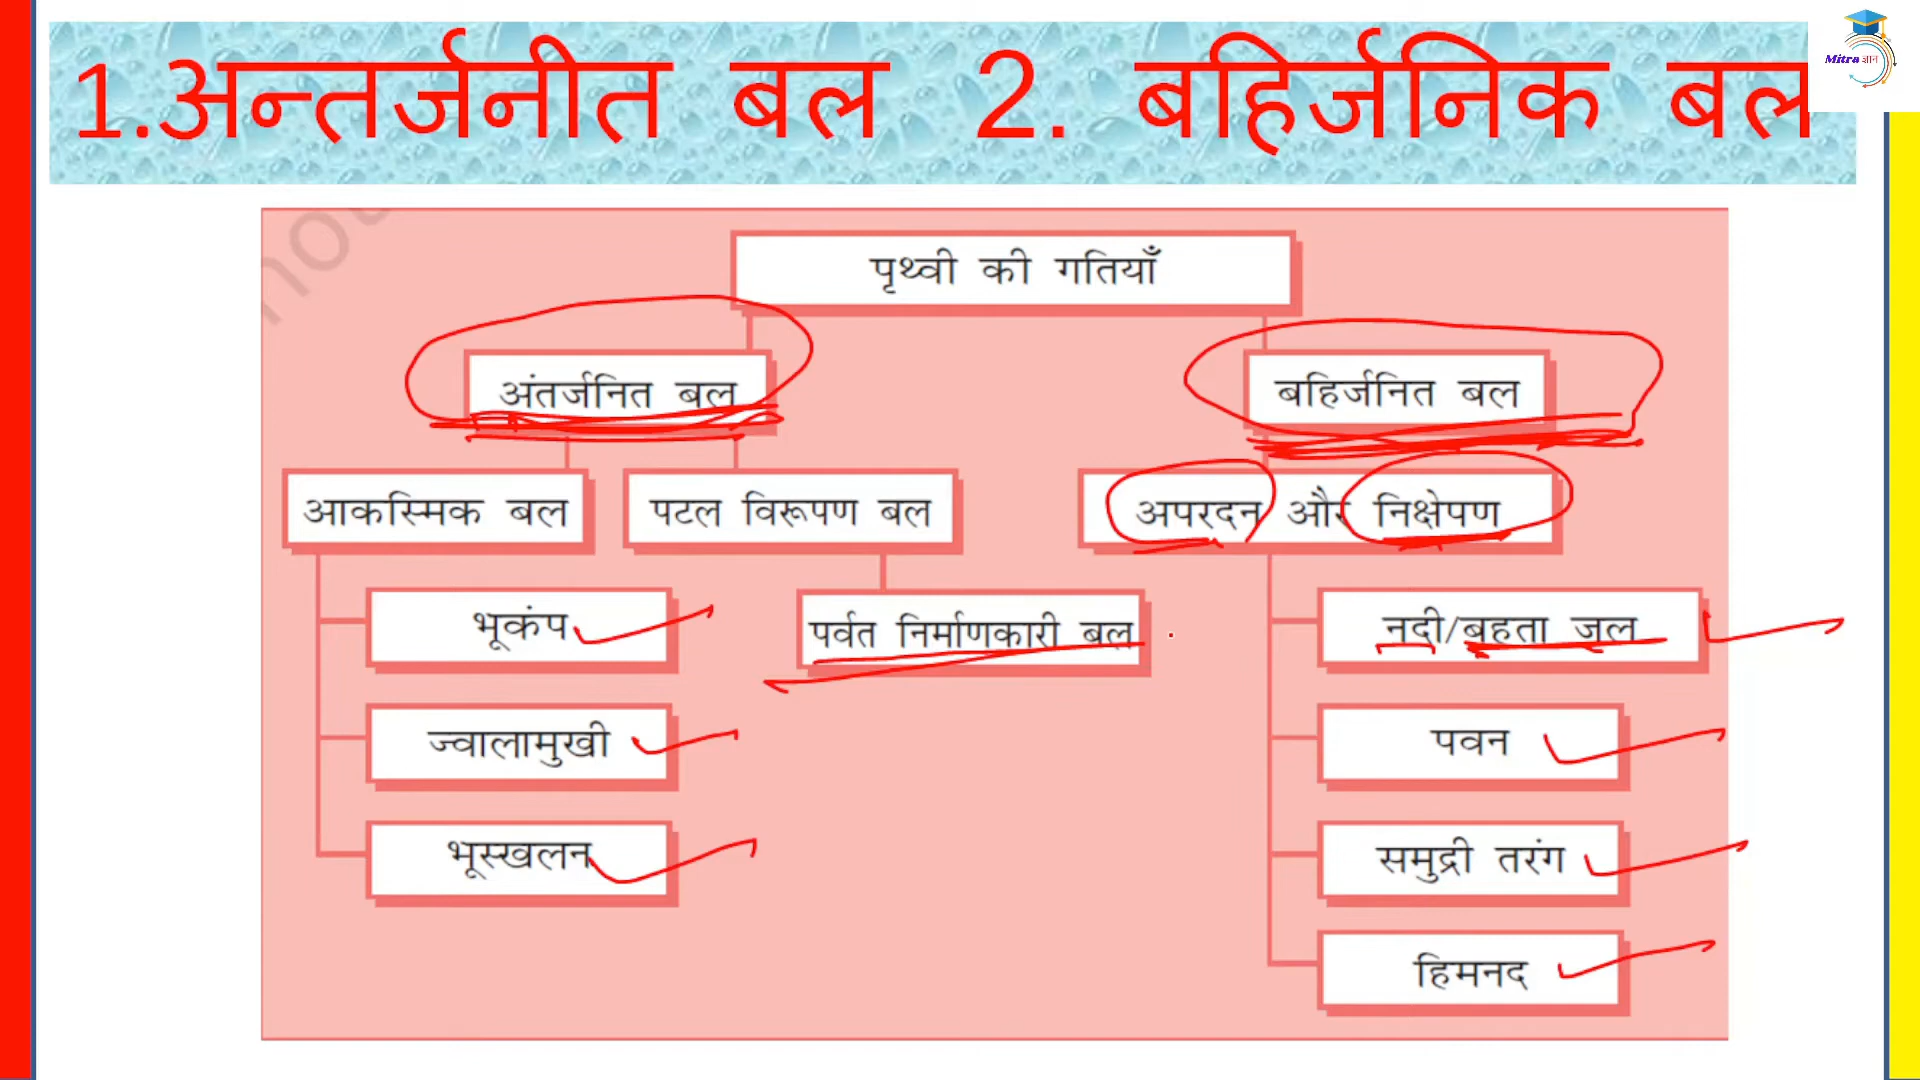 1.अन्तर्जनीत बल 2. बहिर्जनिक बल
Mitra ज्ञान
पृथ्वी की गतियाँ
अंतर्जनित बल
बहिर्जनित बल
आकस्मिक बल
पटल विरूपण बल
अपरदन और निक्षेपण
भूकंप
पर्वत निर्माणकारी बल
नदी/बहता जल
ज्वालामुखी
पवन
भूस्खलन
समुद्री तरंग
हिमनद